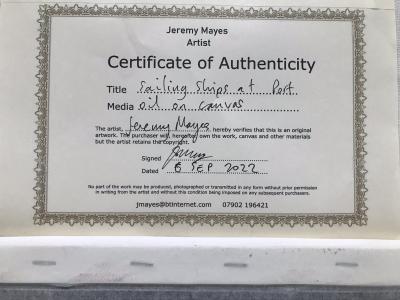 Jeremy Mayes
Artist
Certificate of Authenticity
Title Sailing Ships at Port
Media oil on canvas
The artist, Jeremy Mayes hereby verifies that this is an original
artwork. The purchaser will, hereafter, own the work, canvas and other materials
but the artist retains the copyright.
Signed
Dated 6 SEP 2022
No part of the work may be produced, photographed or transmitted in any form without prior permission
in writing from the artist and without this condition being imposed on any subsequent purchasers.
jmayes@btinternet.com 07902 196421